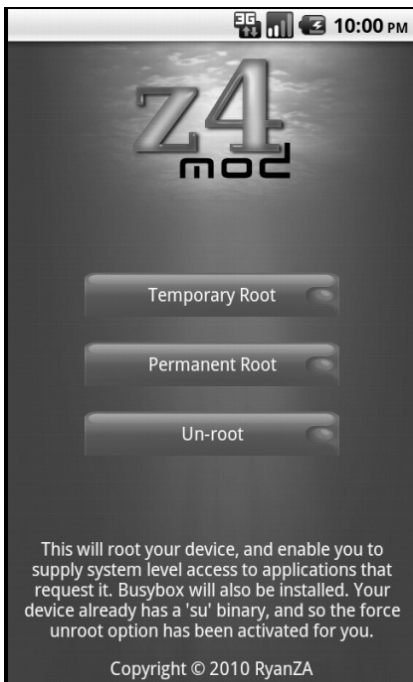 3G 10:00 PM
z4
mod
Temporary Root
Permanent Root
Un-root
This will root your device, and enable you to
supply system level access to applications that
request it. Busybox will also be installed. Your
device already has a 'su' binary, and so the force
unroot option has been activated for you.
Copyright © 2010 RyanZA